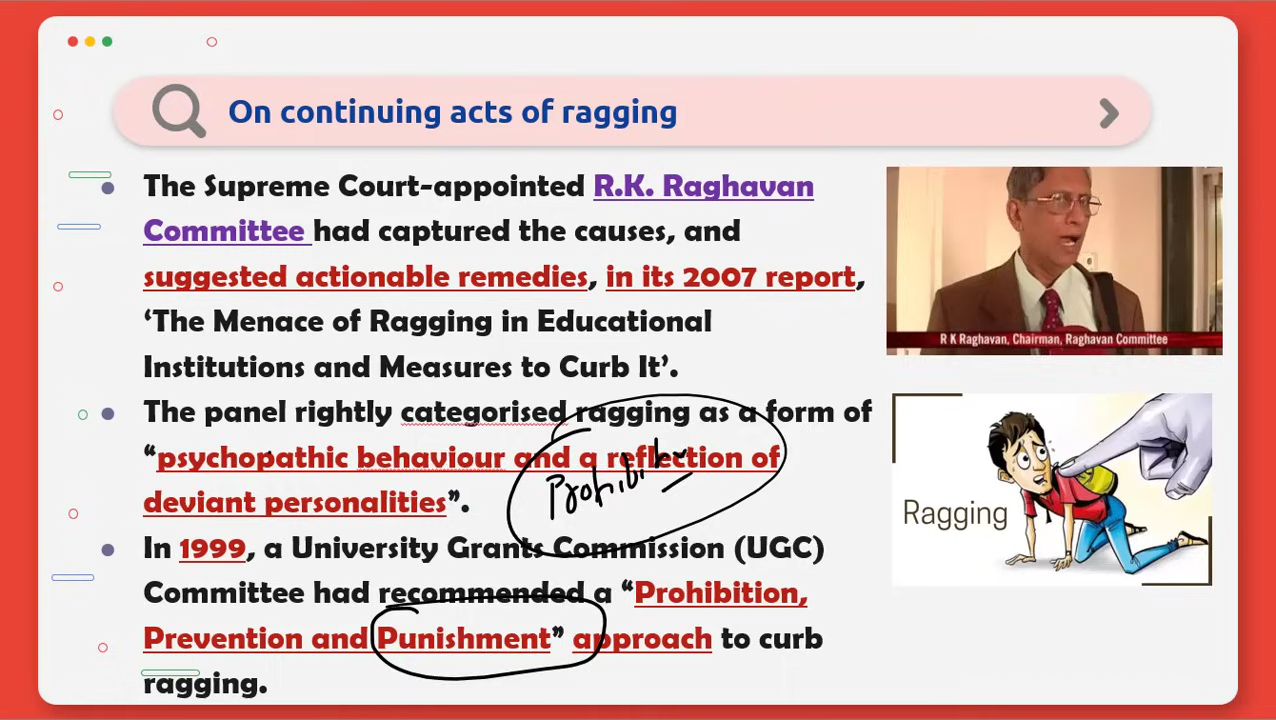 On continuing acts of ragging
The Supreme Court-appointed R.K. Raghavan
Committee had captured the causes, and
suggested actionable remedies, in its 2007 report,
‘The Menace of Ragging in Educational
Institutions and Measures to Curb It’.
R K Raghavan, Chairman, Raghavan Committee
The panel rightly categorised ragging as a form of
“psychopathic behaviour and a reflection of
deviant personalities”.
Ragging
In 1999, a University Grants Commission (UGC)
Committee had recommended a “Prohibition,
Prevention and Punishment” approach to curb
ragging.